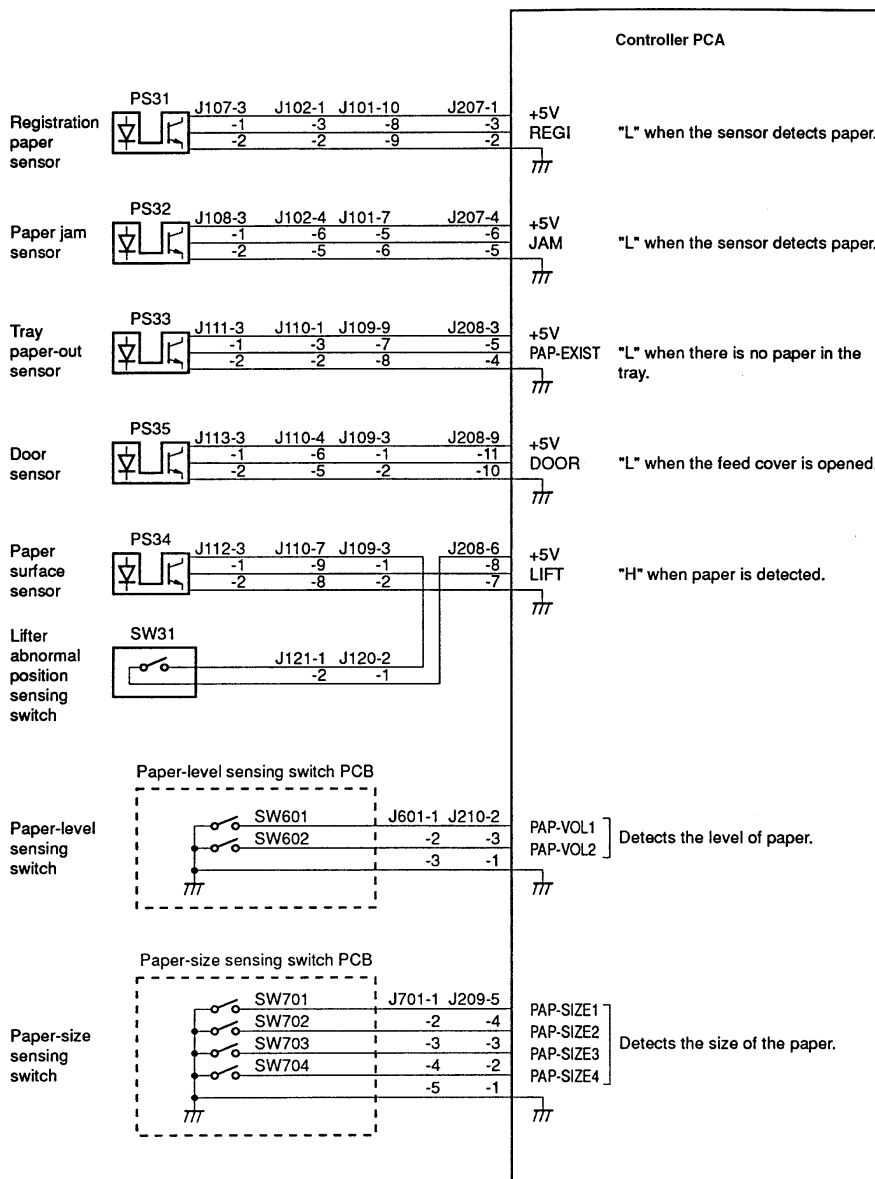 Controller PCA
PS31
J107-3 J102-1 J101-10 J207-1
-1 -3 -8 -3
-2 -2 -9 -2
Registration
paper
sensor
+5V
REGI
"L" when the sensor detects paper.
PS32
J108-3 J102-4 J101-7 J207-4
-1 -6 -5 -6
-2 -5 -6 -5
Paper jam
sensor
+5V
JAM
"L" when the sensor detects paper.
PS33
J111-3 J110-1 J109-9 J208-3
-1 -3 -7 -5
-2 -2 -8 -4
Tray
paper-out
sensor
+5V
PAP-EXIST
"L" when there is no paper in the
tray.
PS35
J113-3 J110-4 J109-3 J208-9
-1 -6 -1 -11
-2 -5 -2 -10
Door
sensor
+5V
DOOR
"L" when the feed cover is opened.
PS34
J112-3 J110-7 J109-3 J208-6
-1 -9 -1 -8
-2 -8 -2 -7
Paper
surface
sensor
+5V
LIFT
"H" when paper is detected.
SW31
J121-1 J120-2
-2 -1
Lifter
abnormal
position
sensing
switch
Paper-level sensing switch PCB
SW601 J601-1 J210-2
SW602 -2 -3
-3 -1
Paper-level
sensing
switch
PAP-VOL1
PAP-VOL2
Detects the level of paper.
Paper-size sensing switch PCB
SW701 J701-1 J209-5
SW702 -2 -4
SW703 -3 -3
SW704 -4 -2
-5 -1
Paper-size
sensing
switch
PAP-SIZE1
PAP-SIZE2
PAP-SIZE3
PAP-SIZE4
Detects the size of the paper.